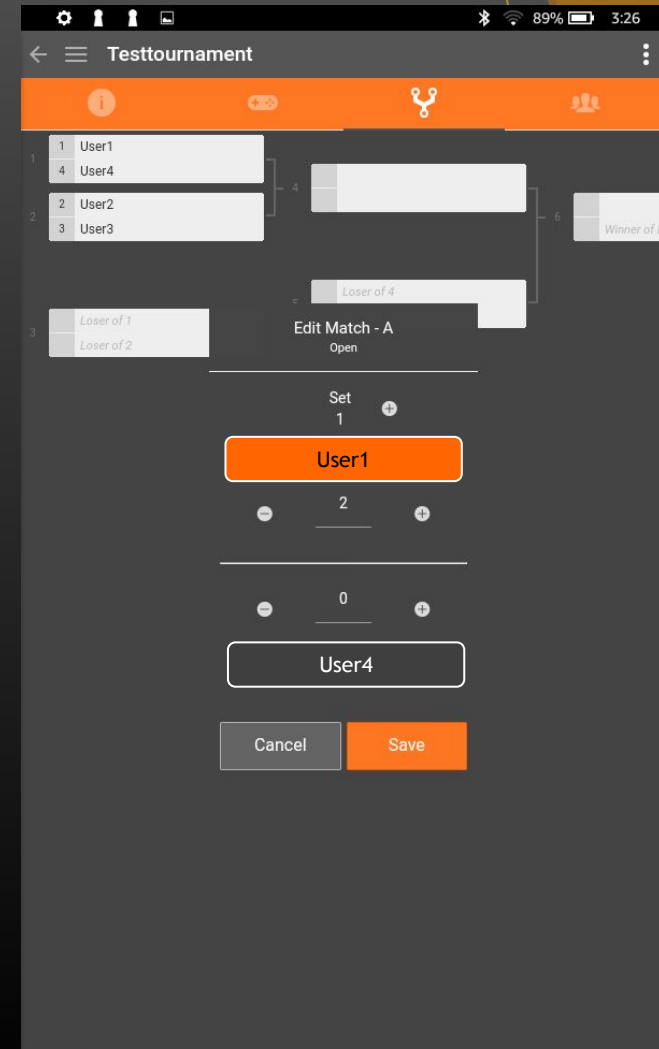 89% 3:26
Testtournament
1
1 User1
4 User4
2
2 User2
3 User3
4
6
Winner of
Loser of 4
3
Loser of 1
Loser of 2
Edit Match - A
Open
Set
1
User1
2
0
User4
Cancel Save